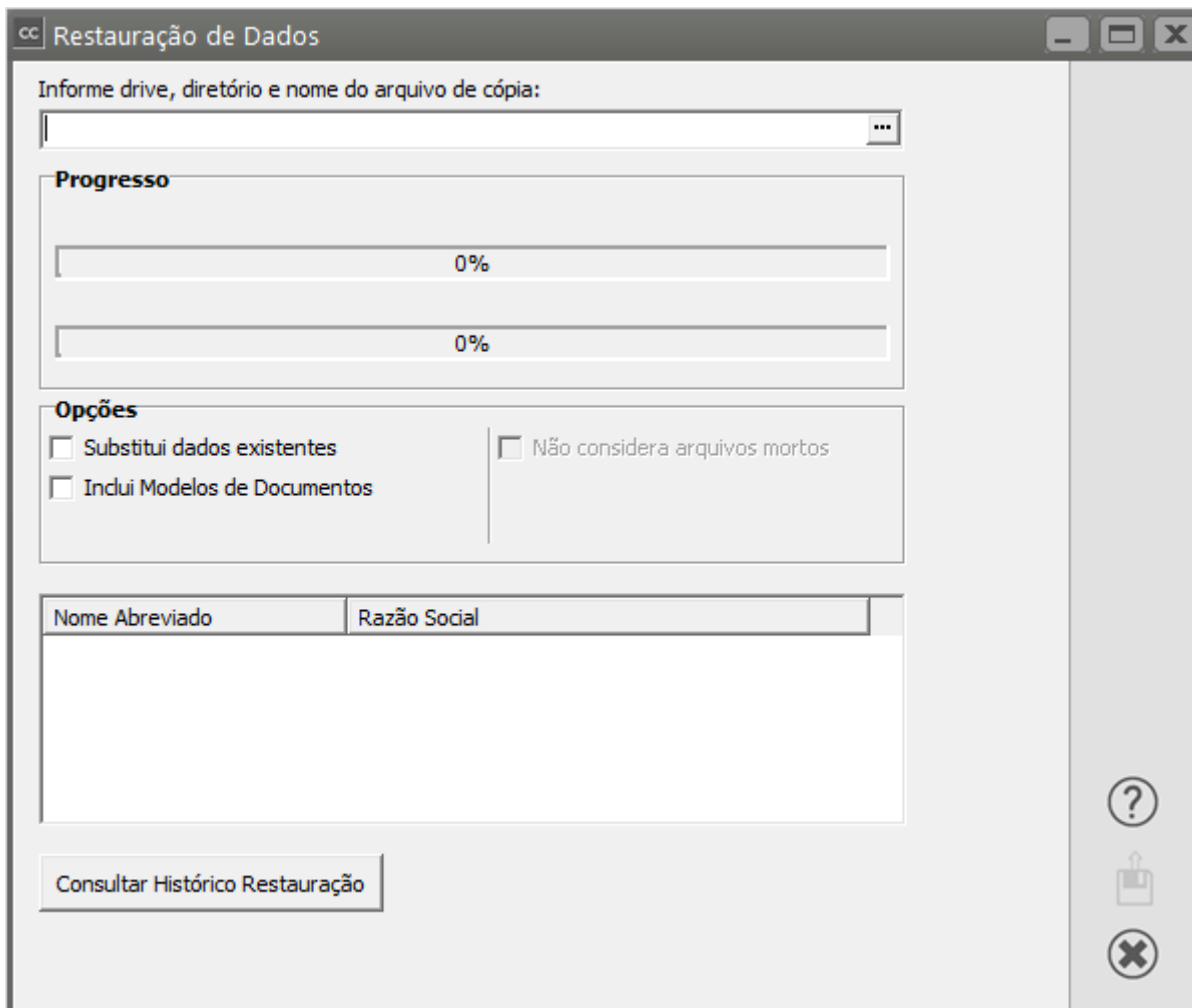 cc Restauração de Dados
Informe drive, diretório e nome do arquivo de cópia:
...
Progresso
0%
0%
Opções
Substitui dados existentes
Não considera arquivos mortos
Inclui Modelos de Documentos
Nome Abreviado Razão Social
Consultar Histórico Restauração
?